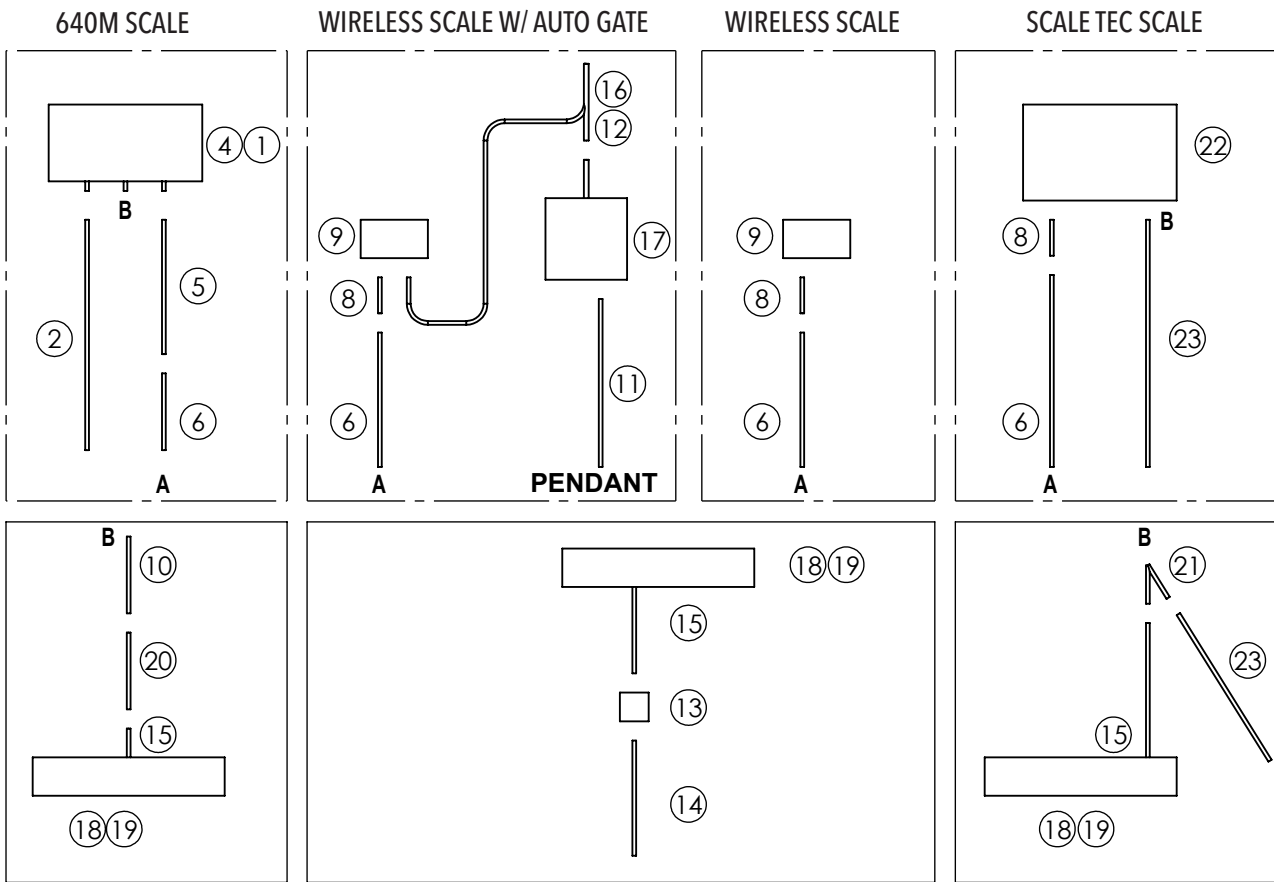 640M SCALE
WIRELESS SCALE W/ AUTO GATE
WIRELESS SCALE
SCALE TEC SCALE
4 1
B
5
2
6
A
16
12
9
17
8
11
6
A
PENDANT
9
8
6
A
22
B
8
23
6
A
B
10
20
15
18 19
18 19
15
13
14
B
21
23
15
18 19